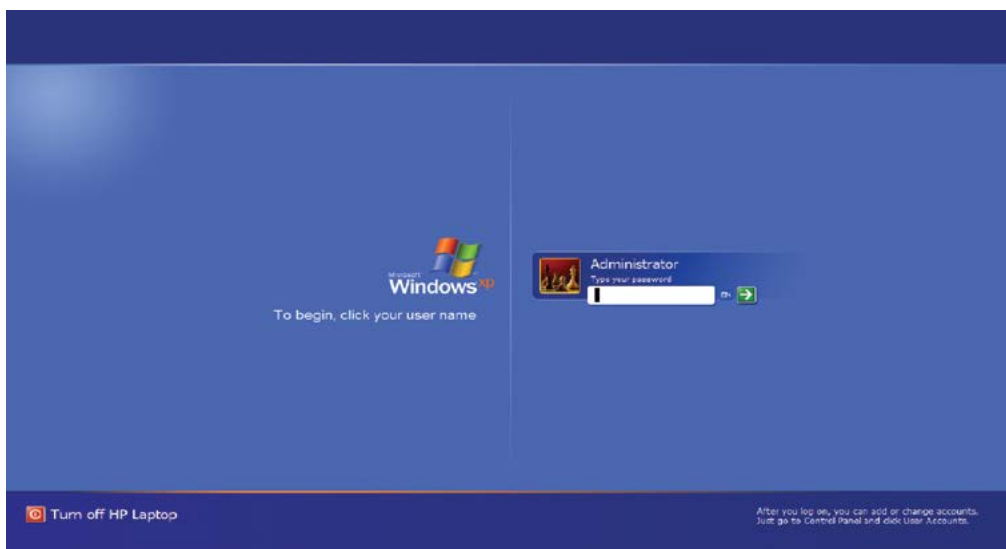 Microsoft
Windows xp
To begin, click your user name
Administrator
Type your password
EN
Turn off HP Laptop
After you log on, you can add or change accounts.
Just go to Control Panel and click User Accounts.